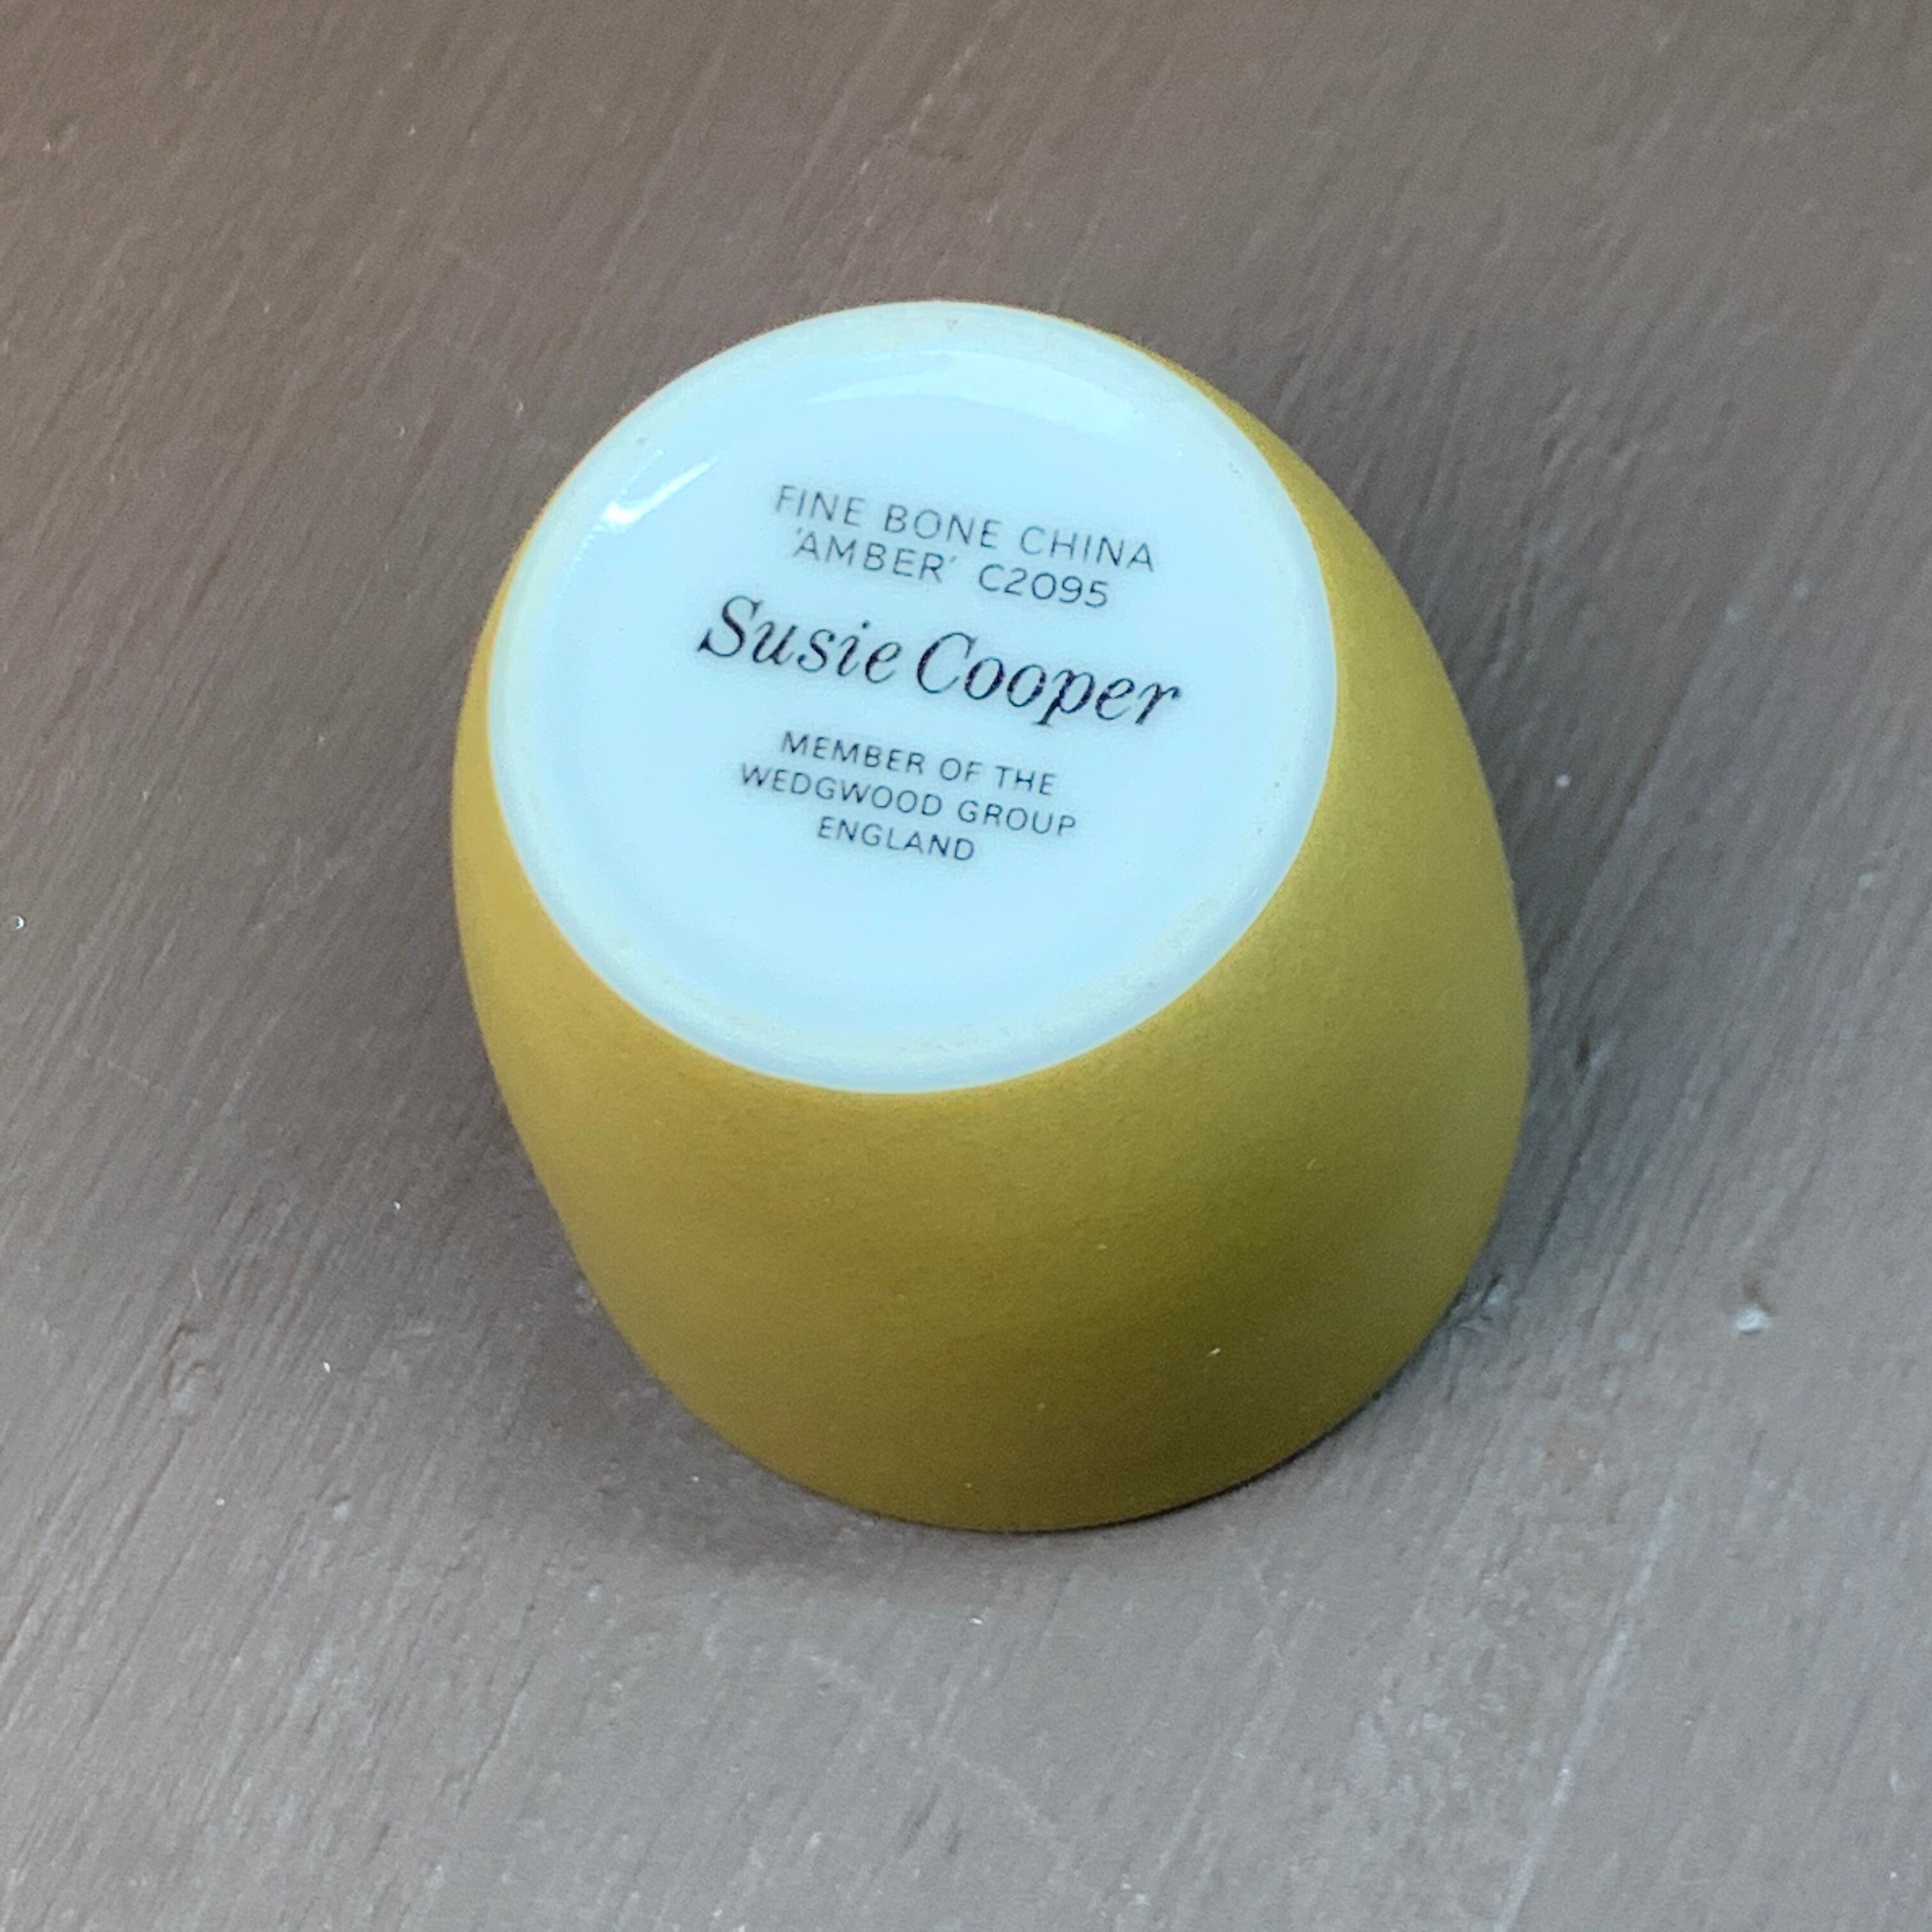 FINE BONE CHINA
'AMBER' C2095
Susie Cooper
MEMBER OF THE
WEDGWOOD GROUP
ENGLAND